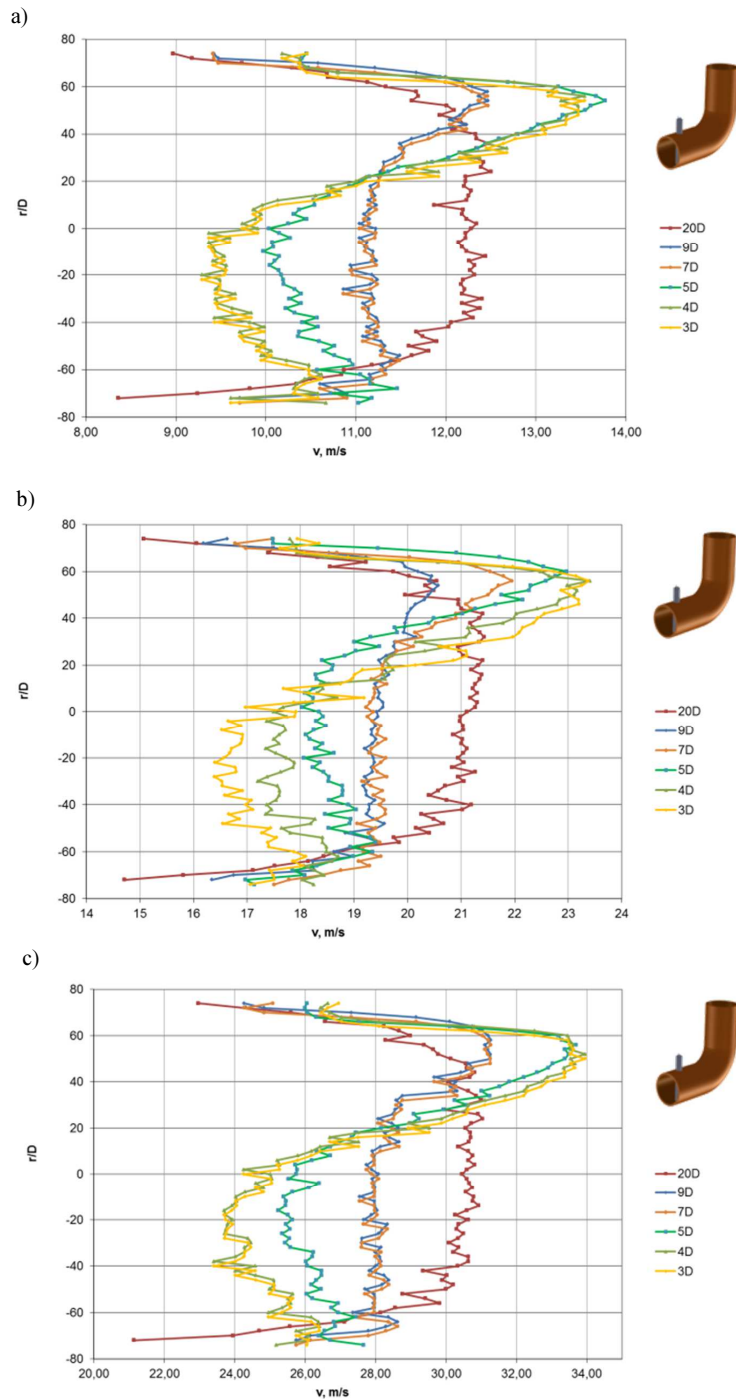 a)
80
60
40
20
0
-20
-40
-60
-80
r/D
8,00 9,00 10,00 11,00 12,00 13,00 14,00
v, m/s
20D
9D
7D
5D
4D
3D
b)
80
60
40
20
0
-20
-40
-60
-80
r/D
14 15 16 17 18 19 20 21 22 23 24
v, m/s
20D
9D
7D
5D
4D
3D
c)
80
60
40
20
0
-20
-40
-60
-80
r/D
20,00 22,00 24,00 26,00 28,00 30,00 32,00 34,00
v, m/s
20D
9D
7D
5D
4D
3D